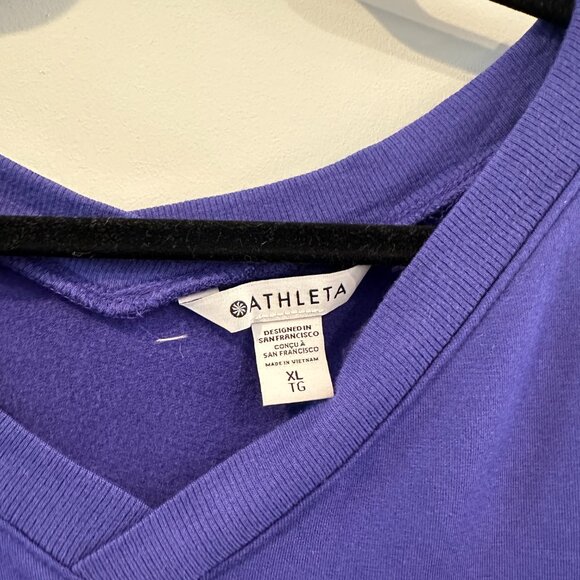 ATHLETA
DESIGNED IN
SAN FRANCISCO
CONÇU À
SAN FRANCISCO
MADE IN VIETNAM
XL
TG